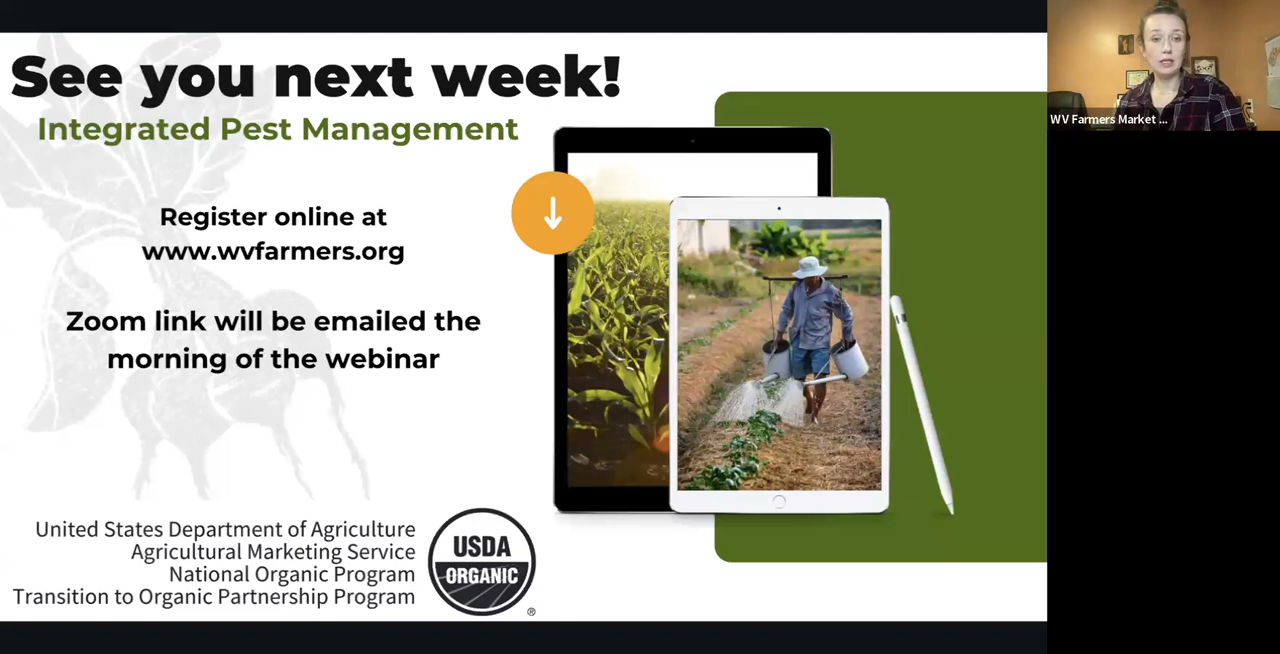 See you next week!
Integrated Pest Management
Register online at
www.wvfarmers.org
Zoom link will be emailed the
morning of the webinar
United States Department of Agriculture
Agricultural Marketing Service
National Organic Program
Transition to Organic Partnership Program
USDA
ORGANIC
®
WV Farmers Market ...